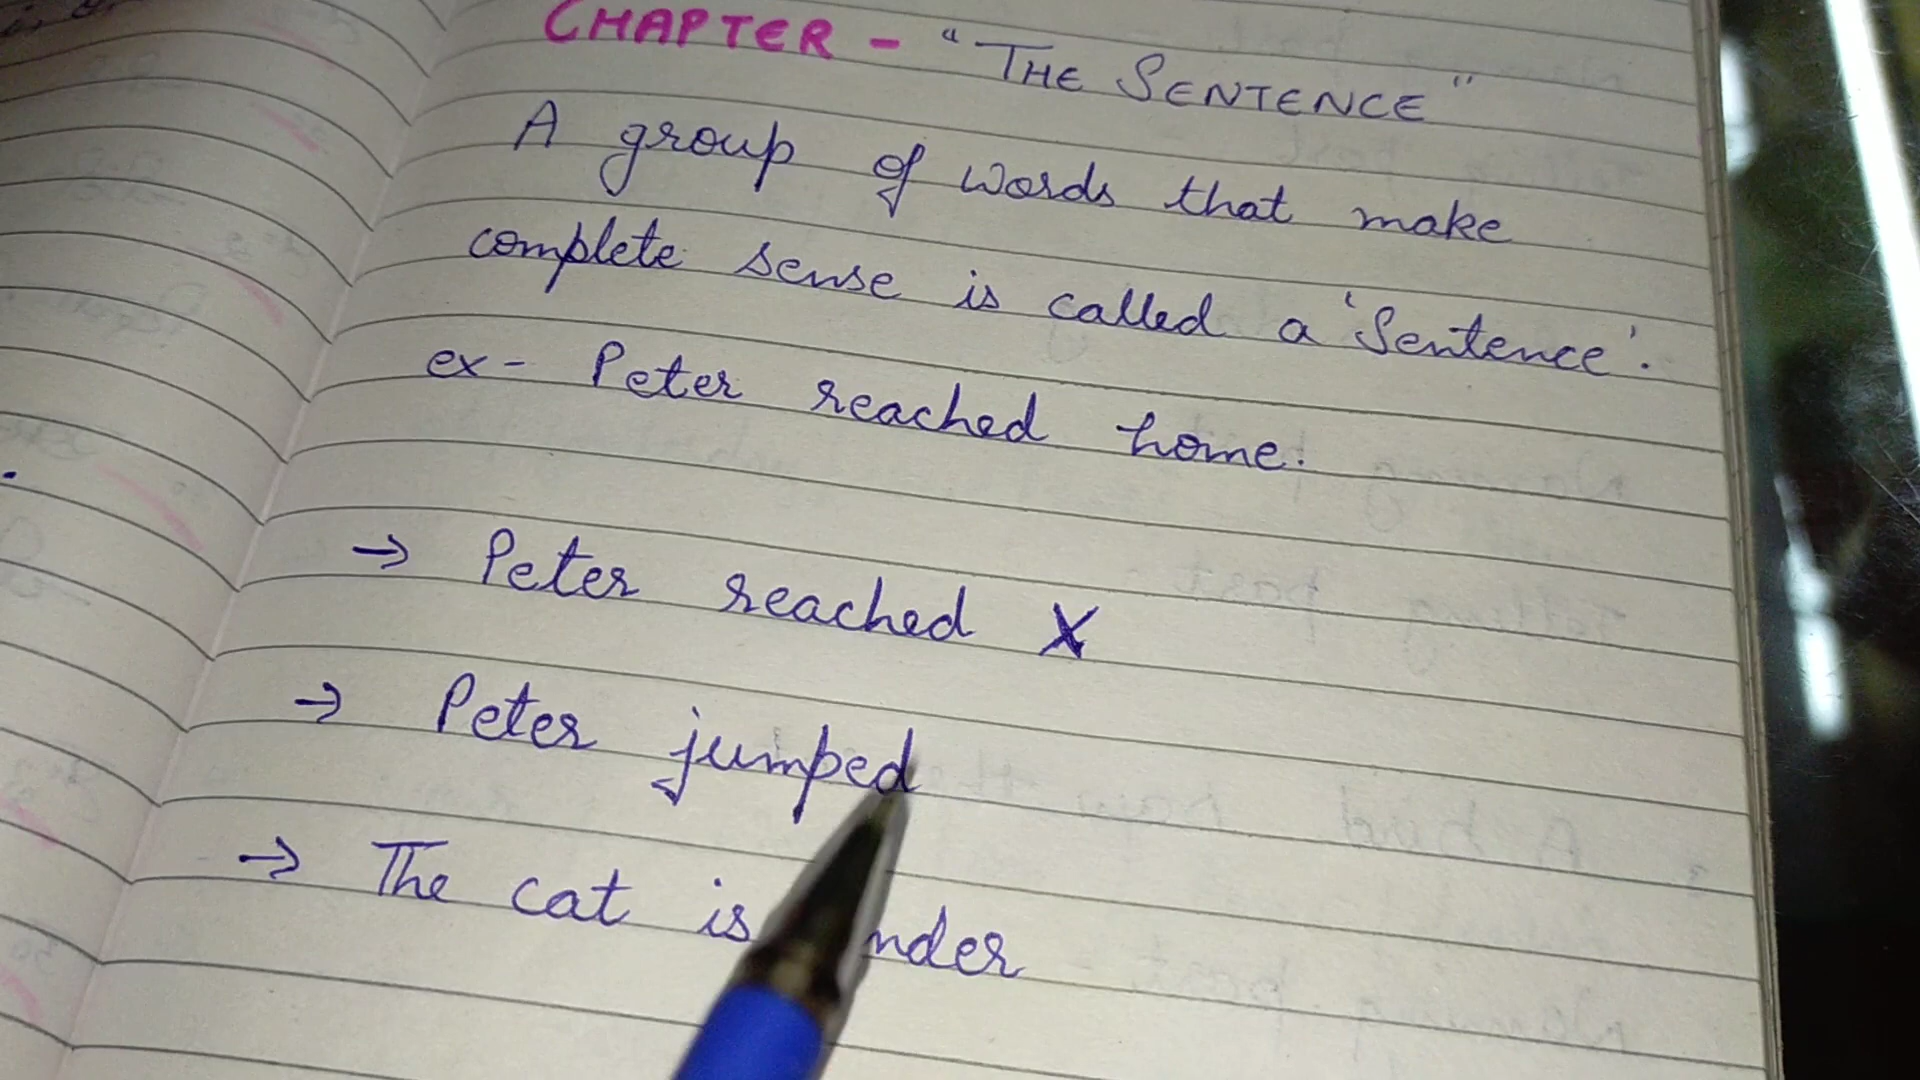 CHAPTER - "THE SENTENCE"
A group of words that make
complete sense is called a 'Sentence'.
ex - Peter reached home.
→ Peter reached X
→ Peter jumped
→ The cat is nder